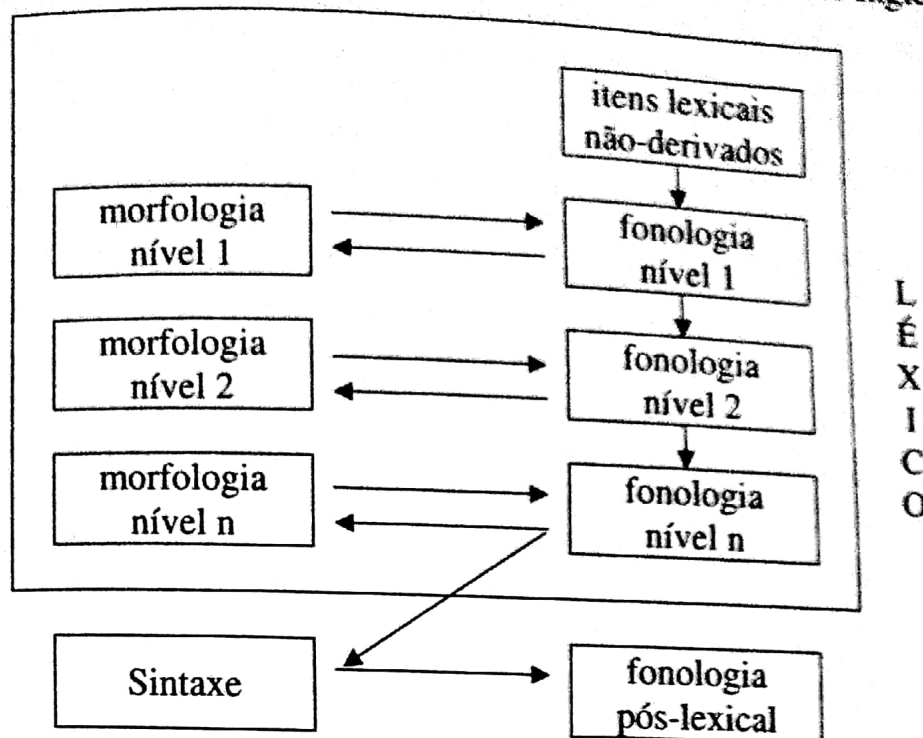 itens lexicais
não-derivados
morfologia
nível 1
fonologia
nível 1
morfologia
nível 2
fonologia
nível 2
morfologia
nível n
fonologia
nível n
L
É
X
I
C
O
Sintaxe
fonologia
pós-lexical